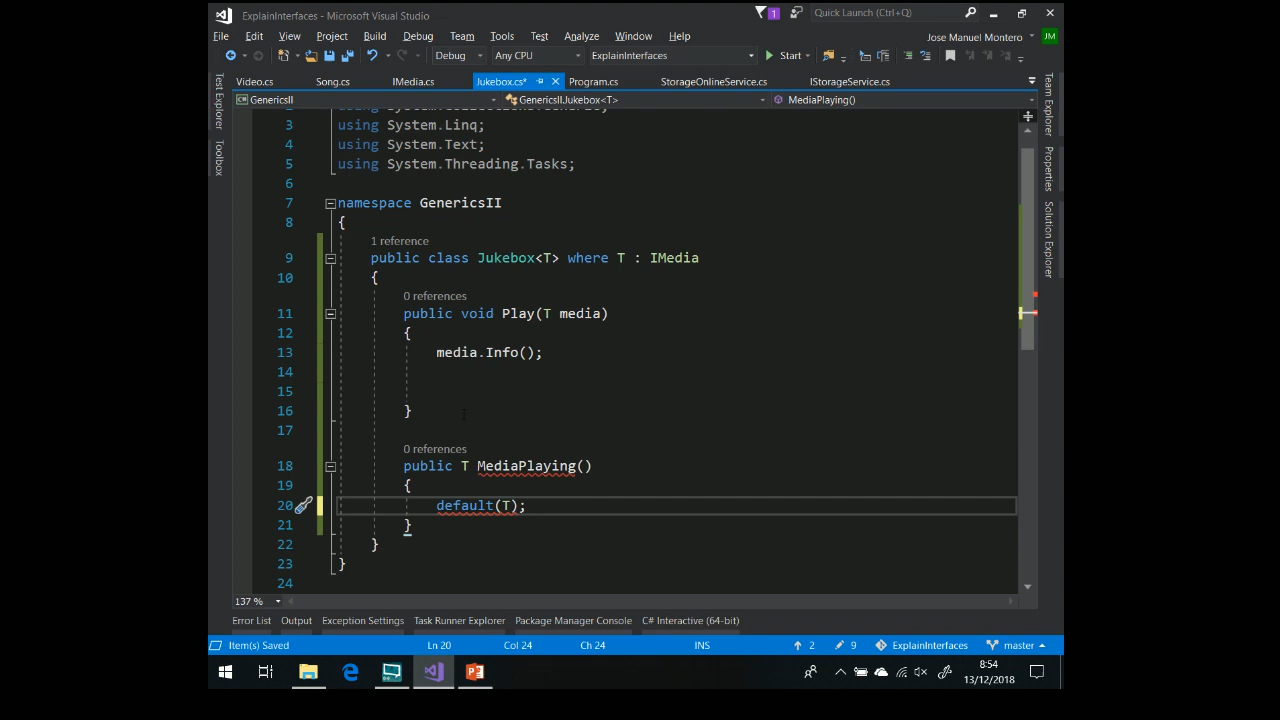 ExplainInterfaces - Microsoft Visual Studio
1
Quick Launch (Ctrl+Q)
File Edit View Project Build Debug Team Tools Test Analyze Window Help
Jose Manuel Montero
JM
Debug Any CPU ExplainInterfaces Start
Video.cs Song.cs IMedia.cs Jukebox.cs* Program.cs StorageOnlineService.cs IStorageService.cs
GenericsII GenericsII.Jukebox<T> MediaPlaying()
Test Explorer
Toolbox
Team Explorer
Properties
Solution Explorer
3 using System.Linq;
4 using System.Text;
5 using System.Threading.Tasks;
6
7 namespace GenericsII
8 {
1 reference
9 public class Jukebox<T> where T : IMedia
10 {
0 references
11 public void Play(T media)
12 {
13 media.Info();
14
15
16 }
17
0 references
18 public T MediaPlaying()
19 {
20 default(T);
21 }
22 }
23 }
24
137 %
Error List Output Exception Settings Task Runner Explorer Package Manager Console C# Interactive (64-bit)
Item(s) Saved Ln 20 Col 24 Ch 24 INS 2 9 ExplainInterfaces master
8:54
13/12/2018